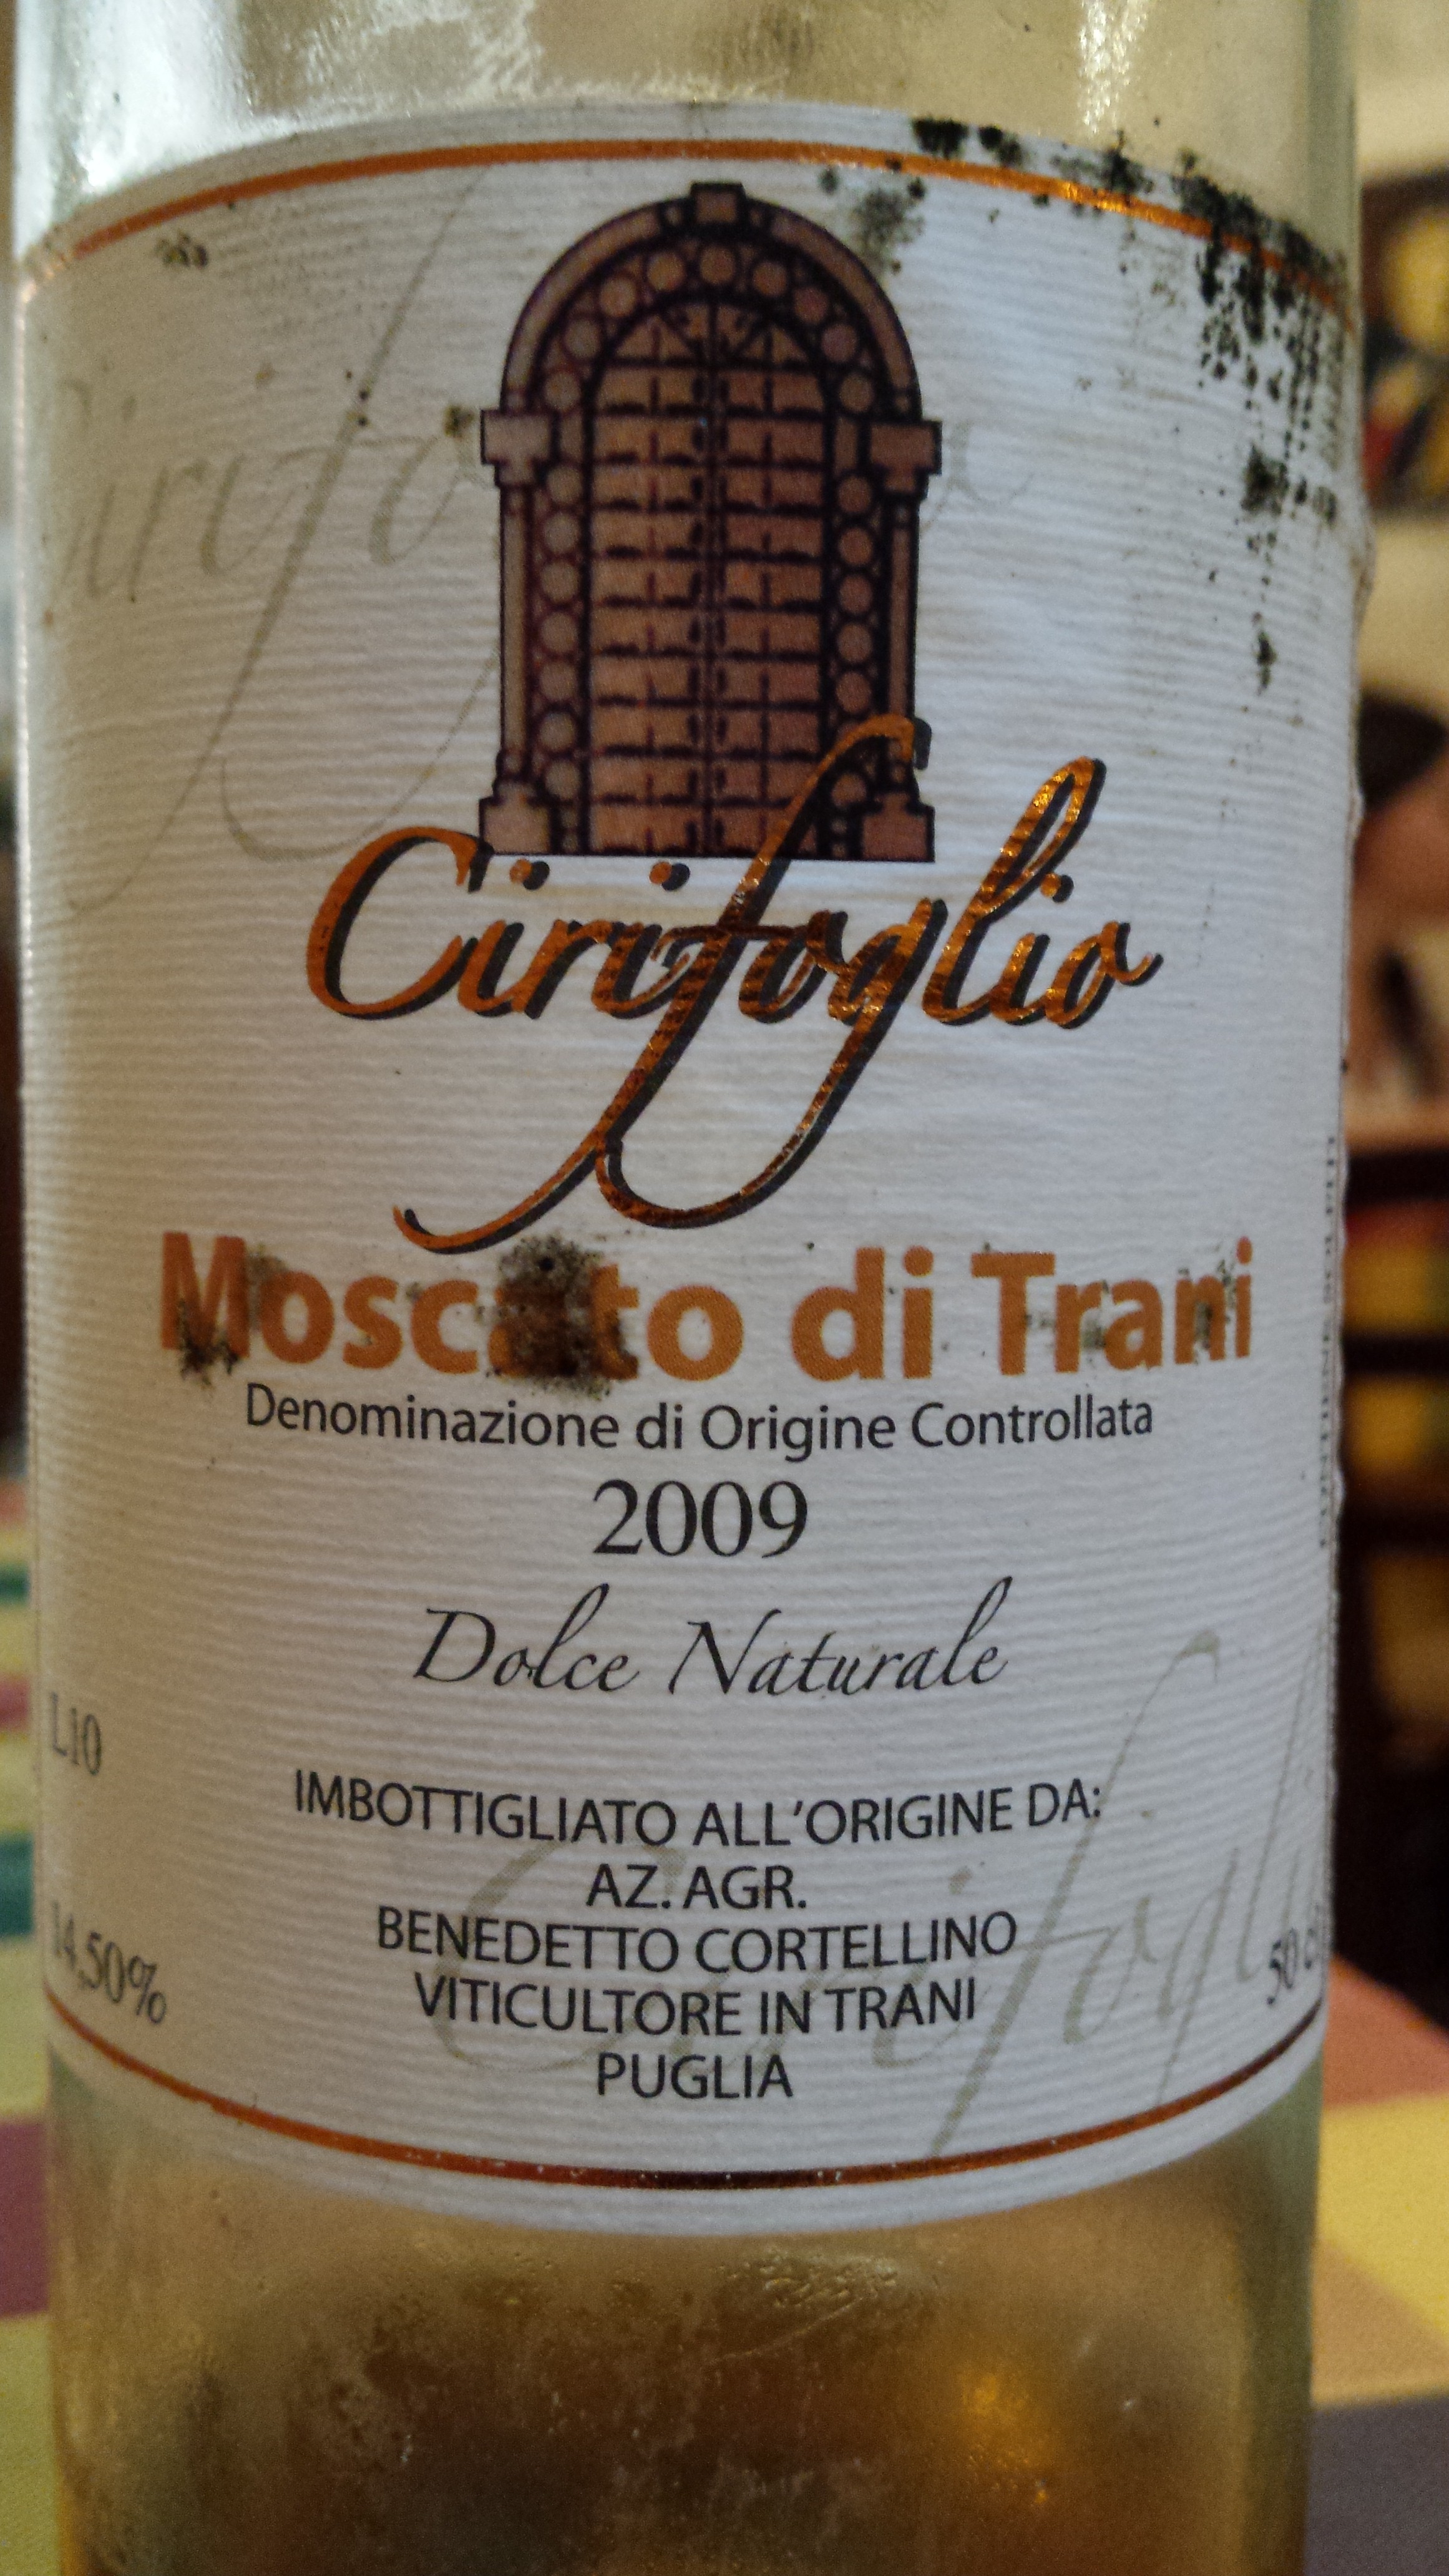 Cirifoglio
Moscato di Trani
Denominazione di Origine Controllata
2009
Dolce Naturale
L10
IMBOTTIGLIATO ALL'ORIGINE DA:
AZ. AGR.
BENEDETTO CORTELLINO
VITICULTORE IN TRANI
PUGLIA
14,50%
50 cl